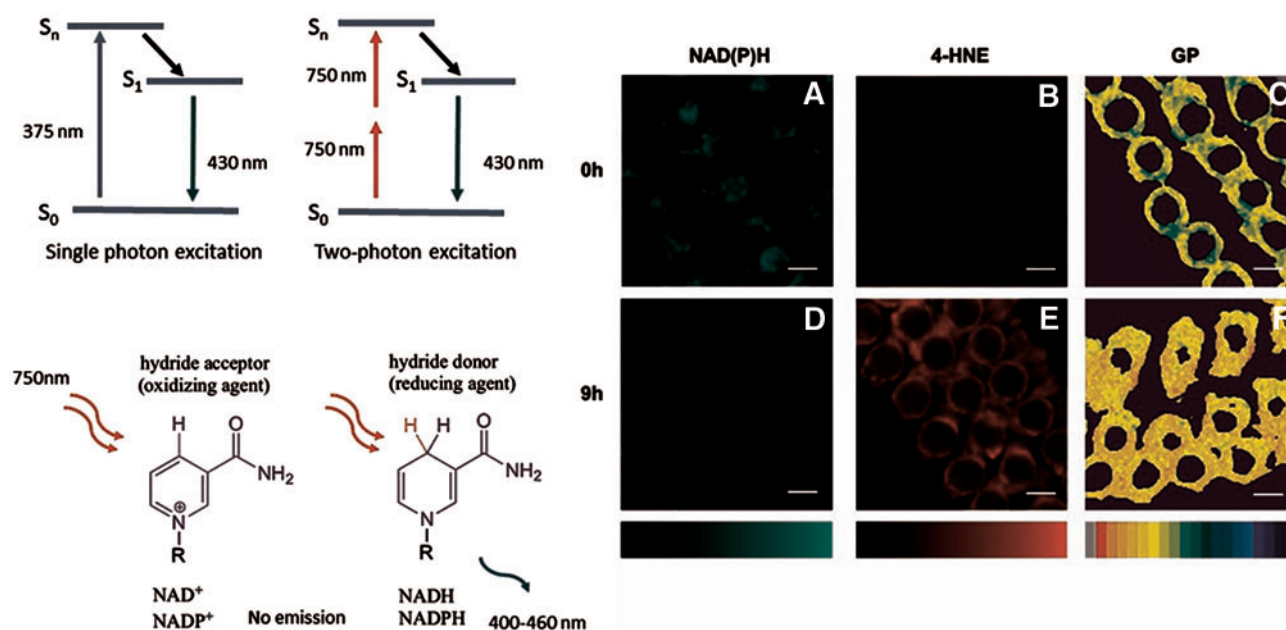 Sn
Sn
750 nm
S1
S1
375 nm
430 nm
750 nm
430 nm
S0
S0
Single photon excitation
Two-photon excitation
750nm
hydride acceptor
(oxidizing agent)
hydride donor
(reducing agent)
H
O
NH2
N
⊕
R
H
H
O
NH2
N
R
NAD+
NADP+
No emission
NADH
NADPH
400-460 nm
NAD(P)H
4-HNE
GP
0h
A
B
C
9h
D
E
F